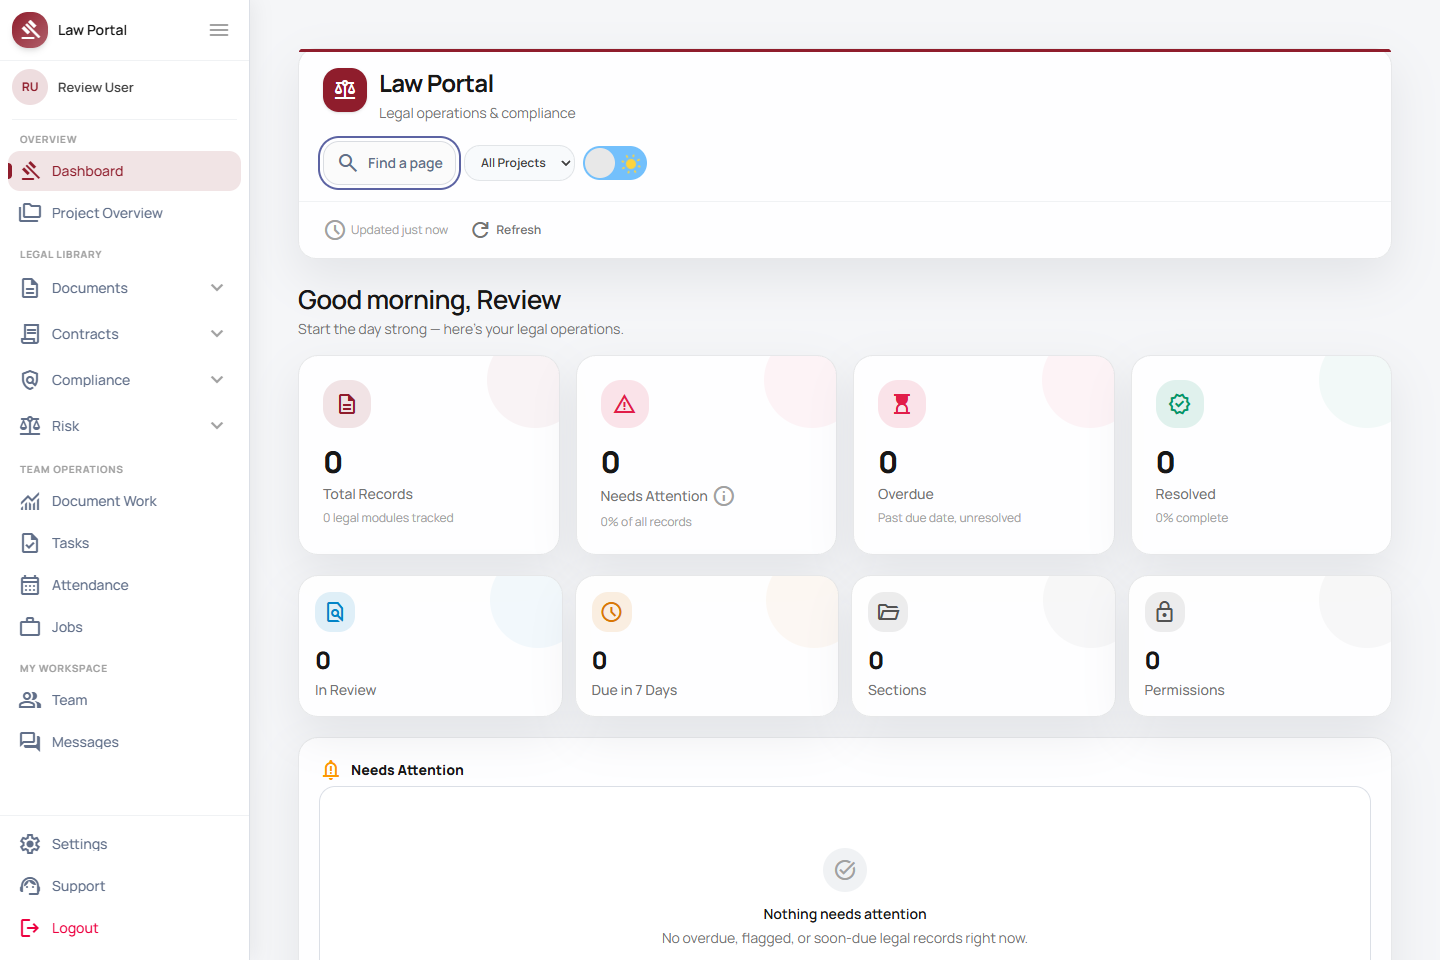 Law Portal
RU
Review User
OVERVIEW
Dashboard
Project Overview
LEGAL LIBRARY
Documents
Contracts
Compliance
Risk
TEAM OPERATIONS
Document Work
Tasks
Attendance
Jobs
MY WORKSPACE
Team
Messages
Settings
Support
Logout
Law Portal
Legal operations & compliance
Find a page
All Projects
Updated just now
Refresh
Good morning, Review
Start the day strong — here's your legal operations.
0
Total Records
0 legal modules tracked
0
Needs Attention
0% of all records
0
Overdue
Past due date, unresolved
0
Resolved
0% complete
0
In Review
0
Due in 7 Days
0
Sections
0
Permissions
Needs Attention
Nothing needs attention
No overdue, flagged, or soon-due legal records right now.